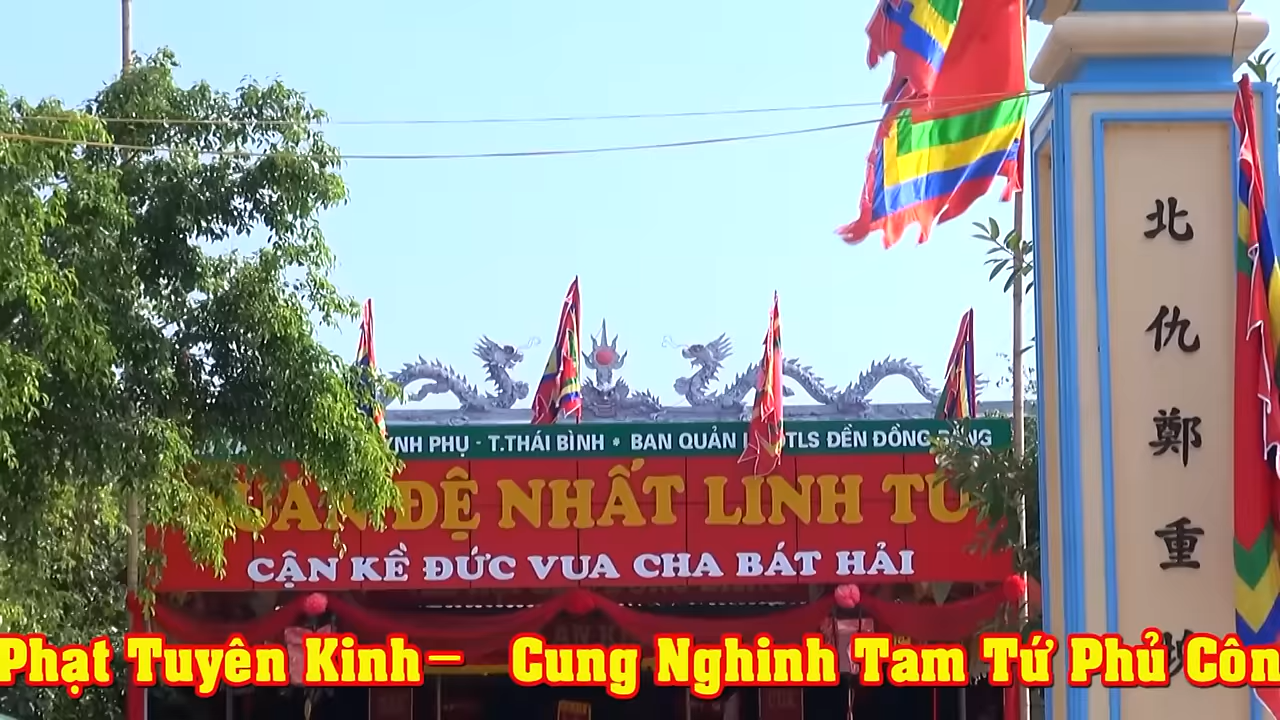 PHỤ - T.THÁI BÌNH * BAN QUẢN ĐỀN ĐỒNG
ĐỆ NHẤT LINH TỪ
CẬN KỀ ĐỨC VUA CHA BÁT HẢI
北
仇
鄭
重
Phạt Tuyên Kinh– Cung Nghinh Tam Tứ Phủ Côn